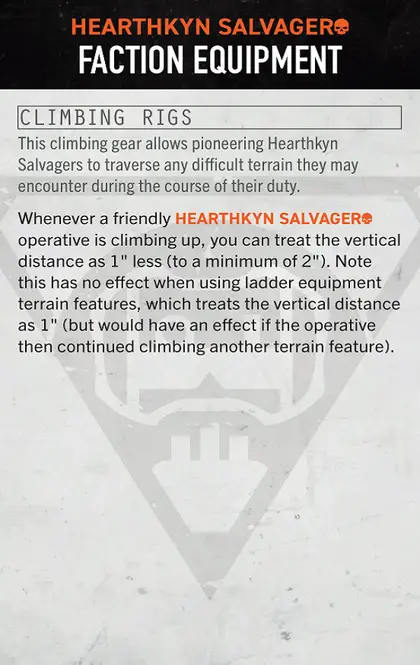 HEARTHKYN SALVAGER
FACTION EQUIPMENT
CLIMBING RIGS
This climbing gear allows pioneering Hearthkyn
Salvagers to traverse any difficult terrain they may
encounter during the course of their duty.
Whenever a friendly HEARTHKYN SALVAGER
operative is climbing up, you can treat the vertical
distance as 1" less (to a minimum of 2"). Note
this has no effect when using ladder equipment
terrain features, which treats the vertical distance
as 1" (but would have an effect if the operative
then continued climbing another terrain feature).